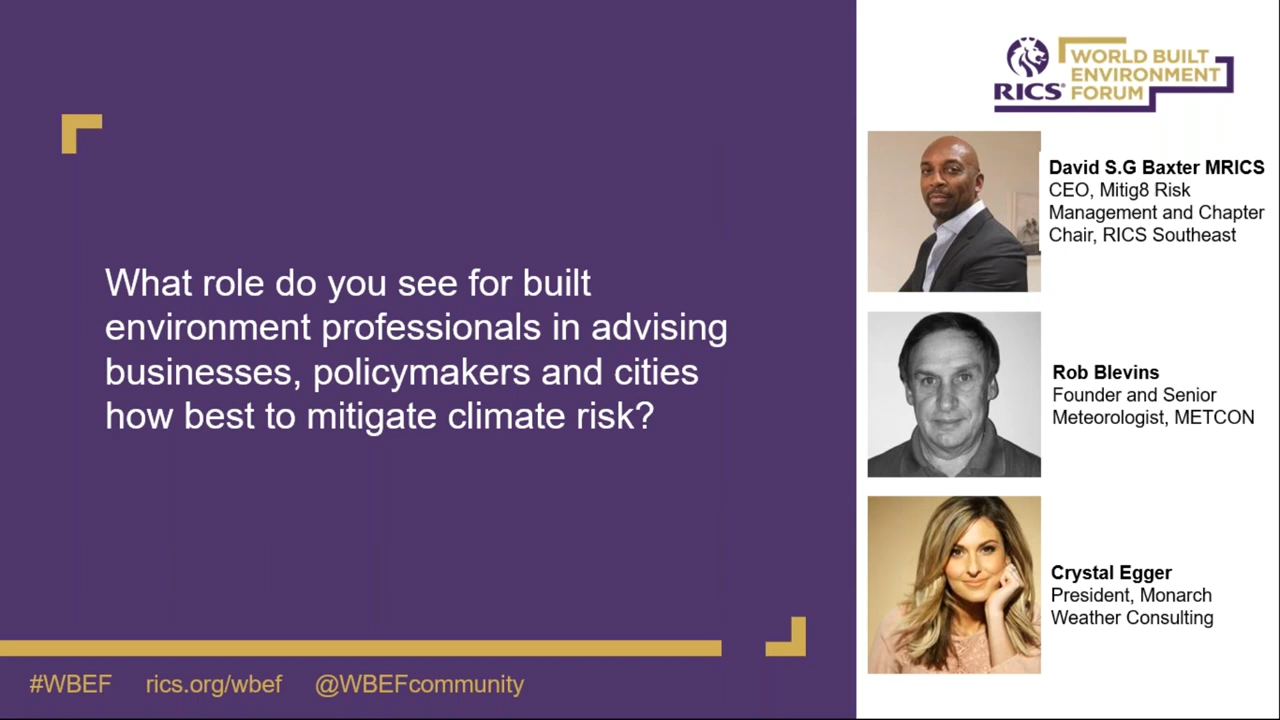 What role do you see for built
environment professionals in advising
businesses, policymakers and cities
how best to mitigate climate risk?
#WBEF rics.org/wbef @WBEFcommunity
RICS
WORLD BUILT
ENVIRONMENT
FORUM
David S.G Baxter MRICS
CEO, Mitig8 Risk
Management and Chapter
Chair, RICS Southeast
Rob Blevins
Founder and Senior
Meteorologist, METCON
Crystal Egger
President, Monarch
Weather Consulting